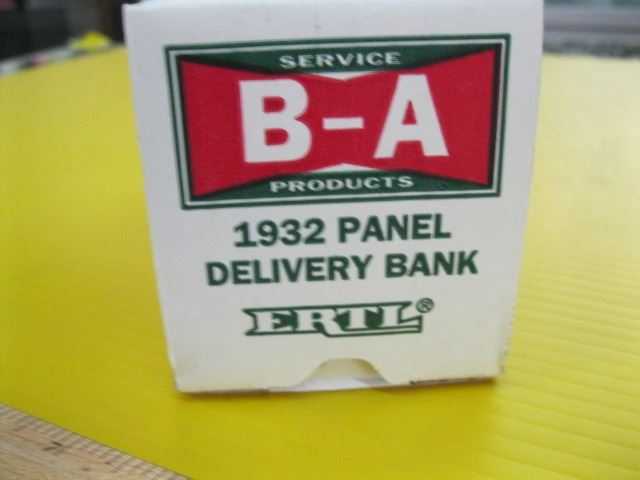 SERVICE
B-A
PRODUCTS
1932 PANEL
DELIVERY BANK
ERTL®